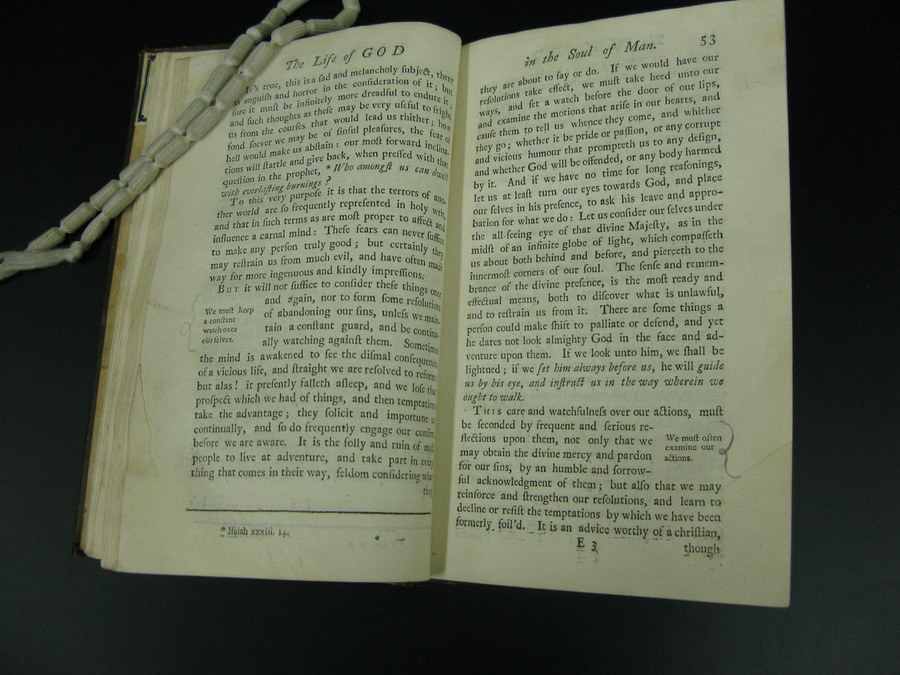 The Life of GOD
It's true, this is a ſad and melancholy ſubject, there
is anguiſh and horror in the conſideration of it; but
ſure it muſt be infinitely more dreadful to endure it;
and ſuch thoughts as theſe may be very uſeful to fright
us from the courſes that would lead us thither; how
fond ſoever we may be of ſinful pleaſures, the fear of
hell would make us abſtain: our moſt forward inclina-
tions will ſtartle and give back, when preſſed with that
queſtion in the prophet, * Who amongſt us can dwell
with everlaſting burnings?
To this very purpoſe it is that the terrors of ano-
ther world are ſo frequently repreſented in holy writ,
and that in ſuch terms as are moſt proper to affect and
influence a carnal mind: Theſe fears can never ſuffice
to make any perſon truly good; but certainly they
may reſtrain us from much evil, and have often made
way for more ingenuous and kindly impreſſions.
BUT it will not ſuffice to conſider theſe things once
and again, nor to form ſome reſolutions
of abandoning our ſins, unleſs we main-
tain a conſtant guard, and be continu-
ally watching againſt them. Sometimes
We muſt keep
a conſtant
watch over
our ſelves.
the mind is awakened to ſee the diſmal conſequences
of a vicious life, and ſtraight we are reſolved to reform:
but alas! it preſently falleth aſleep, and we loſe the
proſpect which we had of things, and then temptations
take the advantage; they ſolicit and importune us
continually, and ſo do frequently engage our conſent
before we are aware. It is the folly and ruin of moſt
people to live at adventure, and take part in every
thing that comes in their way, ſeldom conſidering what
they
* Iſaiah xxxiii. 14.
in the Soul of Man. 53
they are about to ſay or do. If we would have our
reſolutions take effect, we muſt take heed unto our
ways, and ſet a watch before the door of our lips,
and examine the motions that ariſe in our hearts, and
cauſe them to tell us whence they come, and whither
they go; whether it be pride or paſſion, or any corrupt
and vicious humour that prompteth us to any deſign,
and whether God will be offended, or any body harmed
by it. And if we have no time for long reaſonings,
let us at leaſt turn our eyes towards God, and place
our ſelves in his preſence, to ask his leave and appro-
bation for what we do: Let us conſider our ſelves under
the all-ſeeing eye of that divine Majeſty, as in the
midſt of an infinite globe of light, which compaſſeth
us about both behind and before, and pierceth to the
innermoſt corners of our ſoul. The ſenſe and remem-
brance of the divine preſence, is the moſt ready and
effectual means, both to diſcover what is unlawful,
and to reſtrain us from it. There are ſome things a
perſon could make ſhift to palliate or defend, and yet
he dares not look almighty God in the face and ad-
venture upon them. If we look unto him, we ſhall be
lightned; if we ſet him always before us, he will guide
us by his eye, and inſtruct us in the way wherein we
ought to walk.
THIS care and watchfulneſs over our actions, muſt
be ſeconded by frequent and ſerious re-
flections upon them, not only that we
may obtain the divine mercy and pardon
for our ſins, by an humble and ſorrow-
We muſt often
examine our
actions.
ful acknowledgment of them; but alſo that we may
reinforce and ſtrengthen our reſolutions, and learn to
decline or reſiſt the temptations by which we have been
formerly foil'd. It is an advice worthy of a chriſtian,
E 3 though